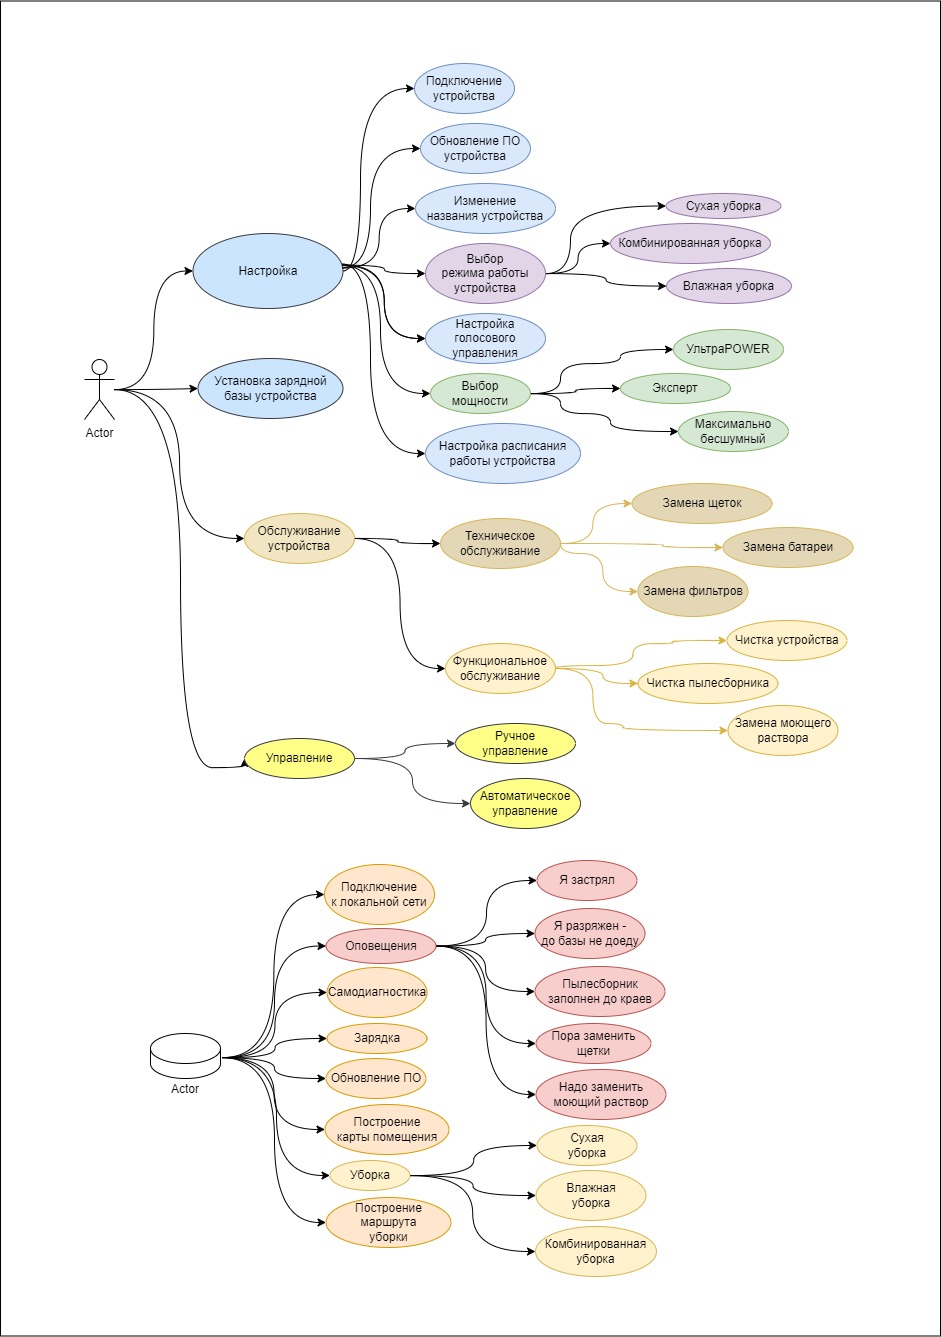 Подключение
устройства
Обновление ПО
устройства
Изменение
названия устройства
Сухая уборка
Комбинированная уборка
Выбор
режима работы
устройства
Влажная уборка
Настройка
Настройка
голосового
управления
УльтраPOWER
Выбор
мощности
Эксперт
Максимально
бесшумный
Установка зарядной
базы устройства
Actor
Настройка расписания
работы устройства
Обслуживание
устройства
Техническое
обслуживание
Замена щеток
Замена батареи
Замена фильтров
Функциональное
обслуживание
Чистка устройства
Чистка пылесборника
Замена моющего
раствора
Управление
Ручное
управление
Автоматическое
управление
Подключение
к локальной сети
Оповещения
Самодиагностика
Зарядка
Обновление ПО
Построение
карты помещения
Уборка
Построение
маршрута
уборки
Actor
Я застрял
Я разряжен -
до базы не доеду
Пылесборник
заполнен до краев
Пора заменить
щетки
Надо заменить
моющий раствор
Сухая
уборка
Влажная
уборка
Комбинированная
уборка